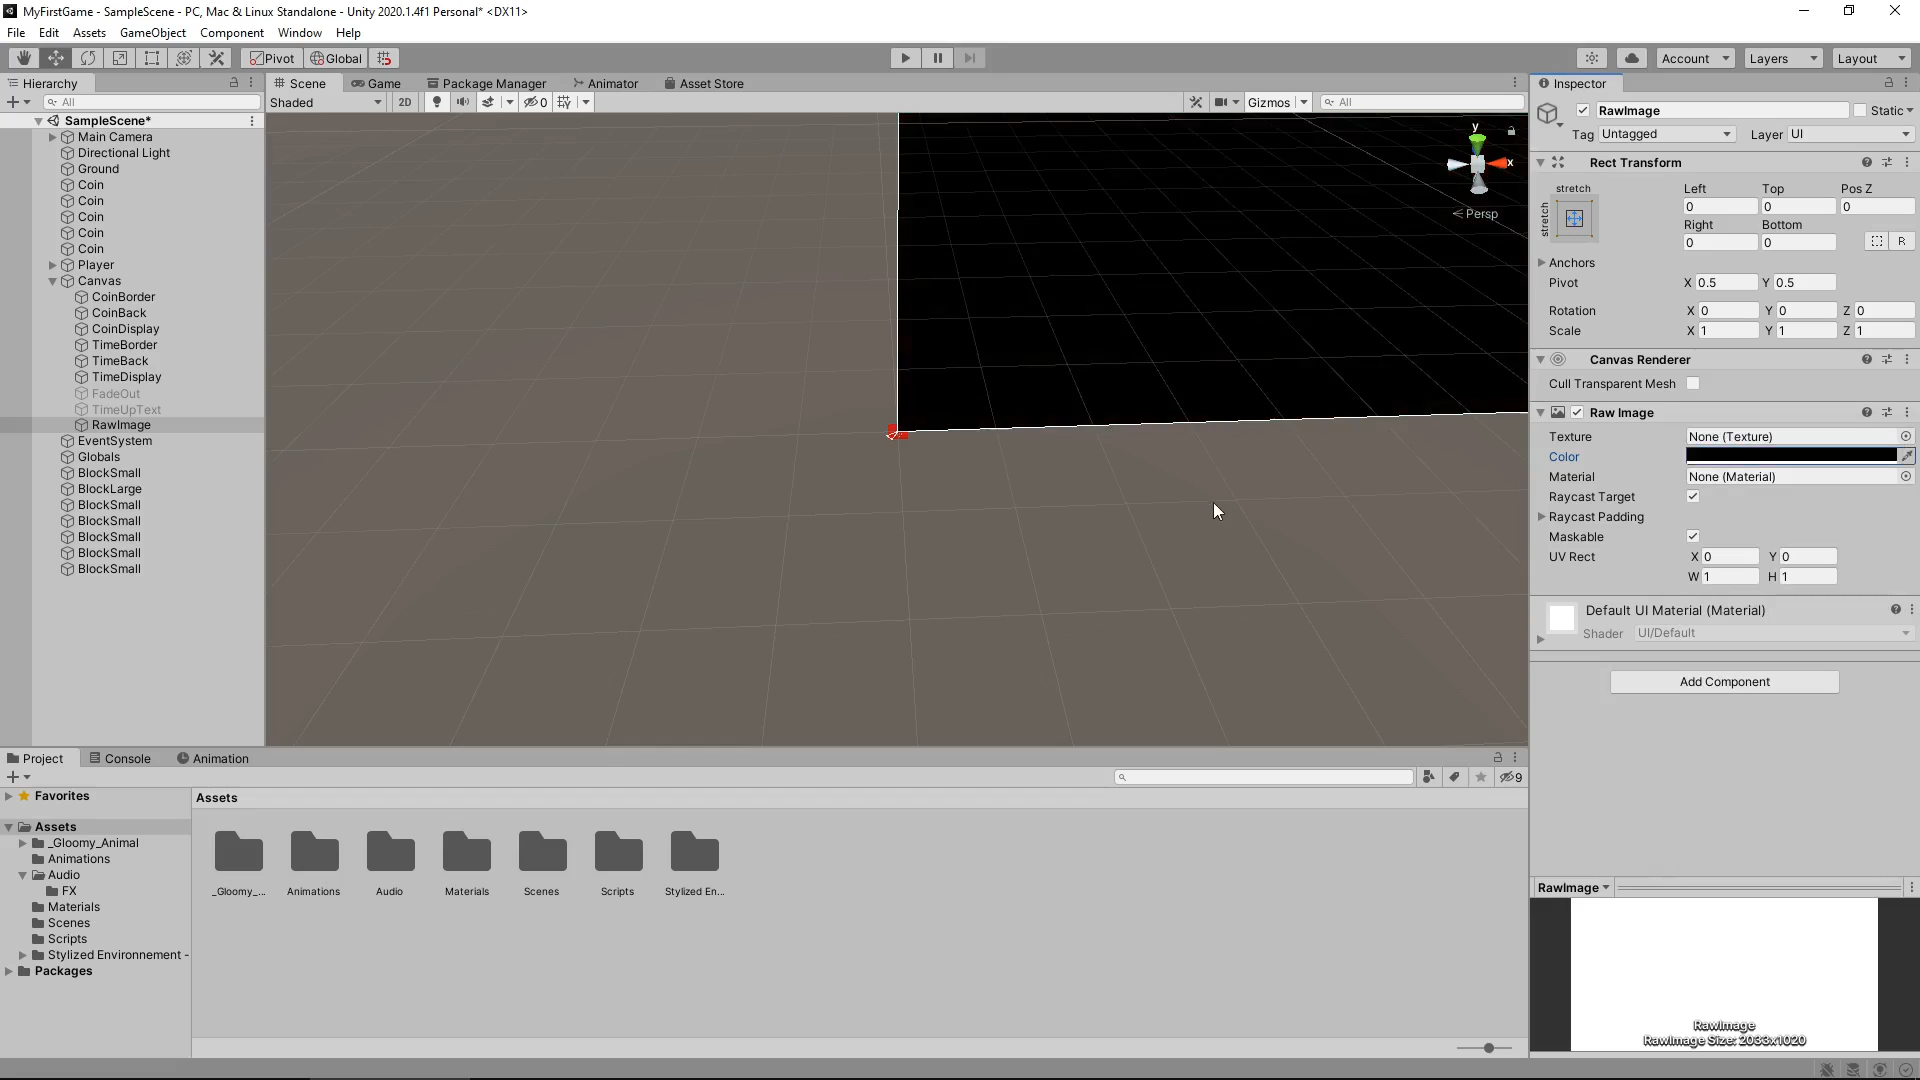 MyFirstGame - SampleScene - PC, Mac & Linux Standalone - Unity 2020.1.4f1 Personal* <DX11>
File Edit Assets GameObject Component Window Help
Pivot Global Account Layers Layout
Hierarchy
All
SampleScene*
Main Camera
Directional Light
Ground
Coin
Coin
Coin
Coin
Coin
Player
Canvas
CoinBorder
CoinBack
CoinDisplay
TimeBorder
TimeBack
TimeDisplay
FadeOut
TimeUpText
RawImage
EventSystem
Globals
BlockSmall
BlockLarge
BlockSmall
BlockSmall
BlockSmall
BlockSmall
BlockSmall
Scene Game Package Manager Animator Asset Store
Shaded 2D 0 Gizmos All
y
x
Persp
Inspector
RawImage Static
Tag Untagged Layer UI
Rect Transform
stretch Left Top Pos Z
stretch 0 0 0
Right Bottom
0 0 R
Anchors
Pivot X 0.5 Y 0.5
Rotation X 0 Y 0 Z 0
Scale X 1 Y 1 Z 1
Canvas Renderer
Cull Transparent Mesh
Raw Image
Texture None (Texture)
Color
Material None (Material)
Raycast Target
Raycast Padding
Maskable
UV Rect X 0 Y 0
W 1 H 1
Default UI Material (Material)
Shader UI/Default
Add Component
RawImage
RawImage
RawImage Size: 2033x1020
Project Console Animation
9
Favorites
Assets
_Gloomy_Animal
Animations
Audio
FX
Materials
Scenes
Scripts
Stylized Environnement -
Packages
Assets
_Gloomy_... Animations Audio Materials Scenes Scripts Stylized En...